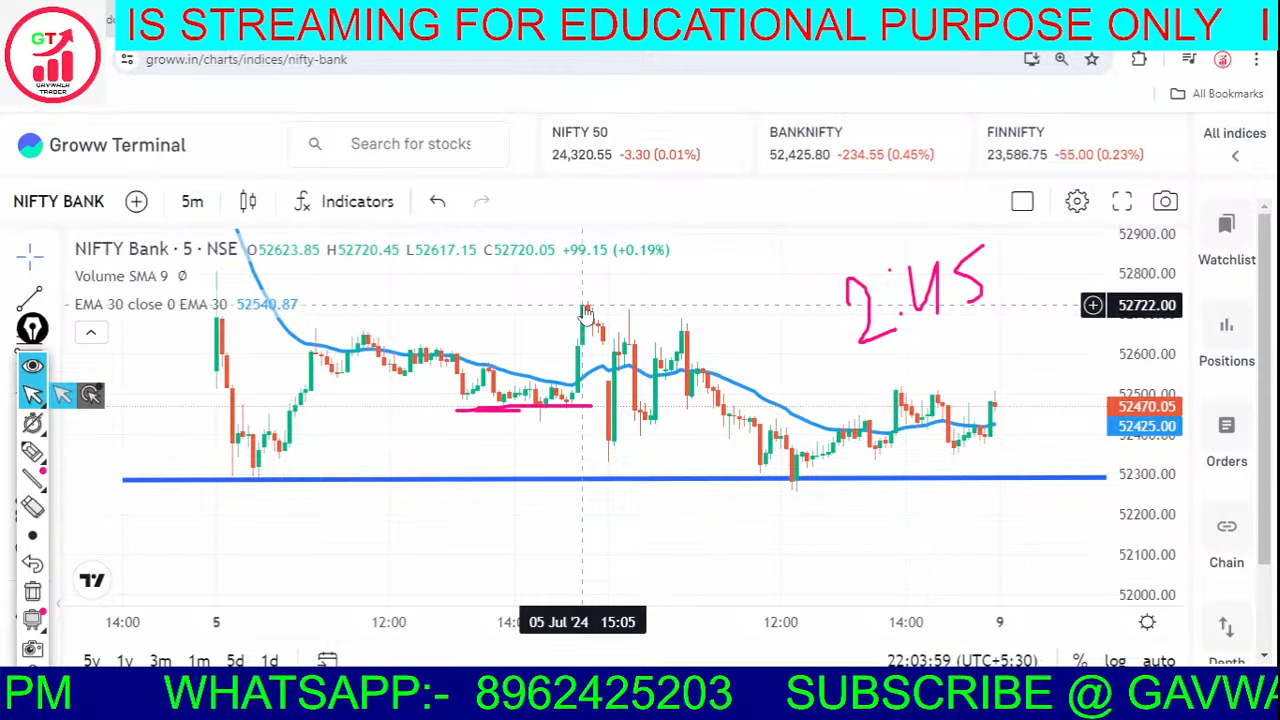 IS STREAMING FOR EDUCATIONAL PURPOSE ONLY I
GT
GAVWALA
TRADER
groww.in/charts/indices/nifty-bank
All Bookmarks
Groww Terminal
Search for stocks
NIFTY 50
24,320.55 -3.30 (0.01%)
BANKNIFTY
52,425.80 -234.55 (0.45%)
FINNIFTY
23,586.75 -55.00 (0.23%)
All indices
NIFTY BANK
5m
Indicators
NIFTY Bank · 5 · NSE O52623.85 H52720.45 L52617.15 C52720.05 +99.15 (+0.19%)
Volume SMA 9 Ø
EMA 30 close 0 EMA 30 52540.87
2:45
52900.00
52800.00
52722.00
52600.00
52500.00
52470.05
52425.00
52400.00
52300.00
52200.00
52100.00
52000.00
Watchlist
Positions
Orders
Chain
Depth
14:00 5 12:00 14:0 05 Jul '24 15:05 12:00 14:00 9
5y 1y 3m 1m 5d 1d
22:03:59 (UTC+5:30) % log auto
PM WHATSAPP:- 8962425203 SUBSCRIBE @ GAVWA